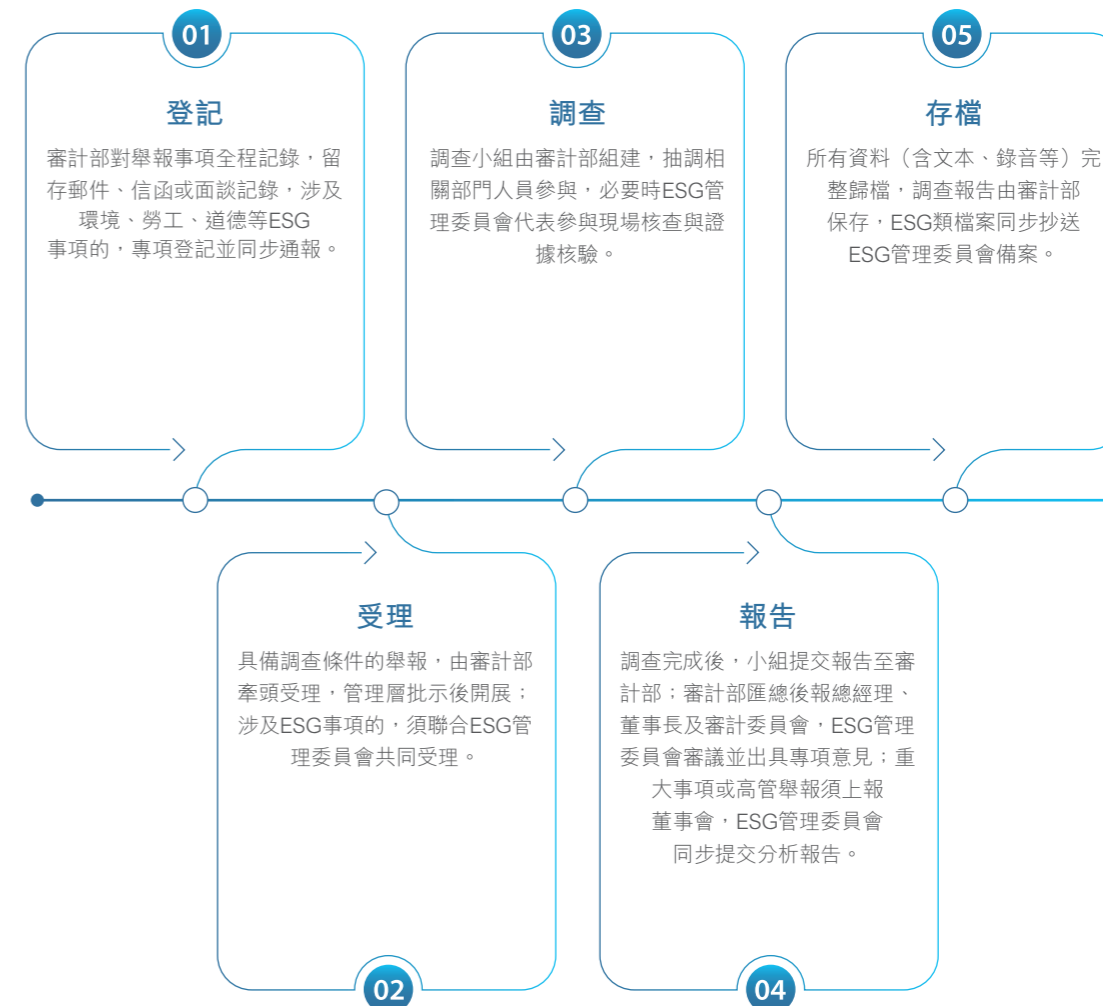 01
登記
審計部對舉報事項全程記錄，留
存郵件、信函或面談記錄，涉及
環境、勞工、道德等ESG
事項的，專項登記並同步通報。
02
受理
具備調查條件的舉報，由審計部
牽頭受理，管理層批示後開展；
涉及ESG事項的，須聯合ESG管
理委員會共同受理。
03
調查
調查小組由審計部組建，抽調相
關部門人員參與，必要時ESG管
理委員會代表參與現場核查與證
據核驗。
04
報告
調查完成後，小組提交報告至審
計部；審計部匯總後報總經理、
董事長及審計委員會，ESG管理
委員會審議並出具專項意見；重
大事項或高管舉報須上報
董事會，ESG管理委員會
同步提交分析報告。
05
存檔
所有資料（含文本、錄音等）完
整歸檔，調查報告由審計部
保存，ESG類檔案同步抄送
ESG管理委員會備案。